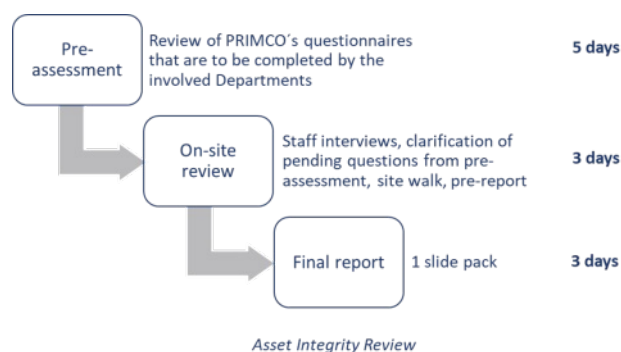 Pre-
assessment
Review of PRIMCO´s questionnaires
that are to be completed by the
involved Departments
5 days
On-site
review
Staff interviews, clarification of
pending questions from pre-
assessment, site walk, pre-report
3 days
Final report
1 slide pack
3 days
Asset Integrity Review